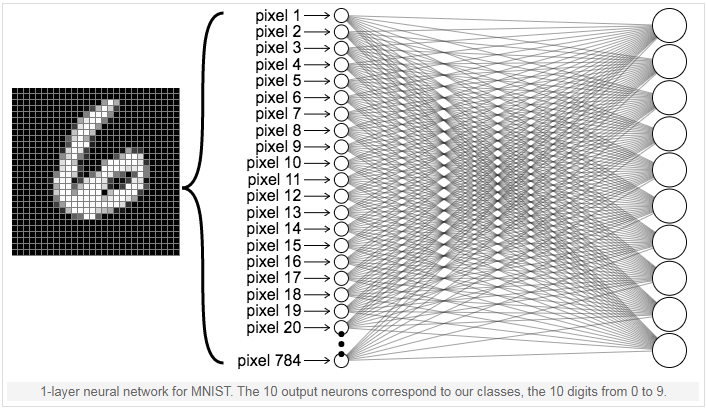 pixel 1
pixel 2
pixel 3
pixel 4
pixel 5
pixel 6
pixel 7
pixel 8
pixel 9
pixel 10
pixel 11
pixel 12
pixel 13
pixel 14
pixel 15
pixel 16
pixel 17
pixel 18
pixel 19
pixel 20
pixel 784
1-layer neural network for MNIST. The 10 output neurons correspond to our classes, the 10 digits from 0 to 9.